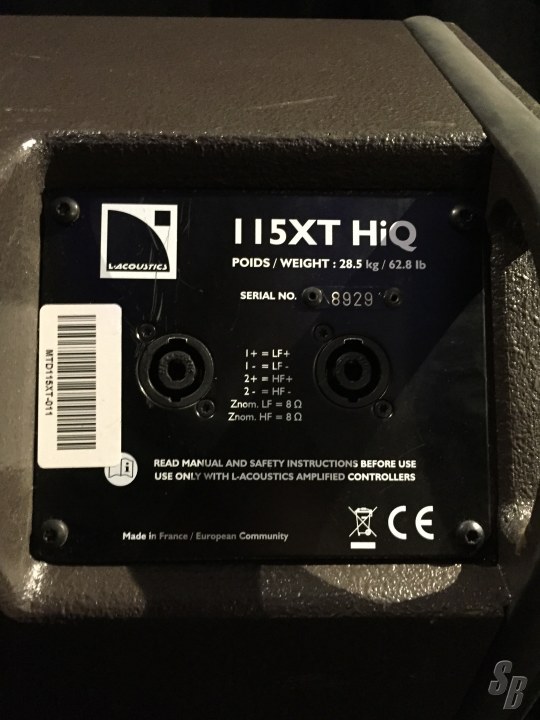 L-ACOUSTICS
115XT HiQ
POIDS / WEIGHT : 28.5 kg / 62.8 lb
SERIAL NO. 8929
MTD115XT-011
1+ = LF+
1 - = LF -
2+ = HF+
2 - = HF -
Znom. LF = 8 Ω
Znom. HF = 8 Ω
READ MANUAL AND SAFETY INSTRUCTIONS BEFORE USE
USE ONLY WITH L-ACOUSTICS AMPLIFIED CONTROLLERS
Made in France / European Community
CE
SB